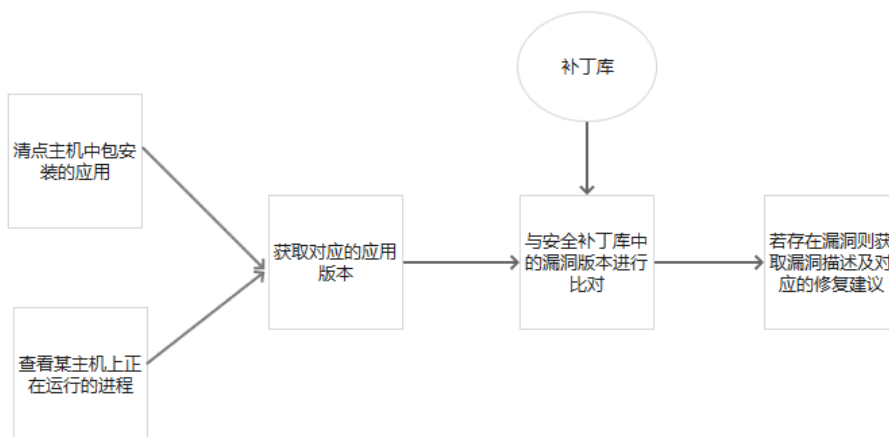 补丁库
清点主机中包安
装的应用
获取对应的应用
版本
与安全补丁库中
的漏洞版本进行
比对
若存在漏洞则获
取漏洞描述及对
应的修复建议
查看某主机上正
在运行的进程